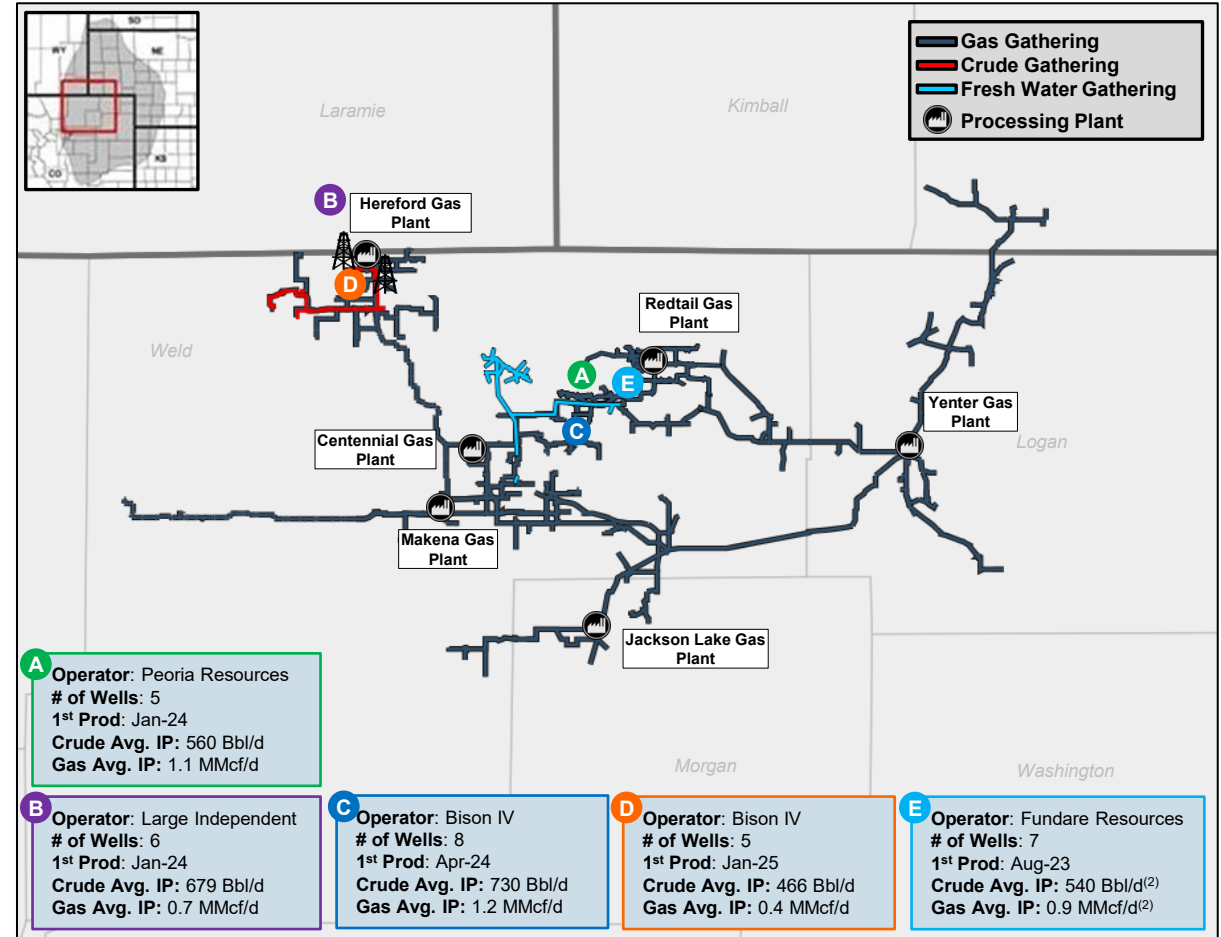 SD
WY
NE
CO
KS
Gas Gathering
Crude Gathering
Fresh Water Gathering
Processing Plant
Laramie
Kimball
B
Hereford Gas
Plant
D
Redtail Gas
Plant
Weld
A
E
Yenter Gas
Plant
C
Centennial Gas
Plant
Logan
Makena Gas
Plant
Jackson Lake Gas
Plant
Morgan
Washington
A
Operator: Peoria Resources
# of Wells: 5
1st Prod: Jan-24
Crude Avg. IP: 560 Bbl/d
Gas Avg. IP: 1.1 MMcf/d
B
Operator: Large Independent
# of Wells: 6
1st Prod: Jan-24
Crude Avg. IP: 679 Bbl/d
Gas Avg. IP: 0.7 MMcf/d
C
Operator: Bison IV
# of Wells: 8
1st Prod: Apr-24
Crude Avg. IP: 730 Bbl/d
Gas Avg. IP: 1.2 MMcf/d
D
Operator: Bison IV
# of Wells: 5
1st Prod: Jan-25
Crude Avg. IP: 466 Bbl/d
Gas Avg. IP: 0.4 MMcf/d
E
Operator: Fundare Resources
# of Wells: 7
1st Prod: Aug-23
Crude Avg. IP: 540 Bbl/d(2)
Gas Avg. IP: 0.9 MMcf/d(2)